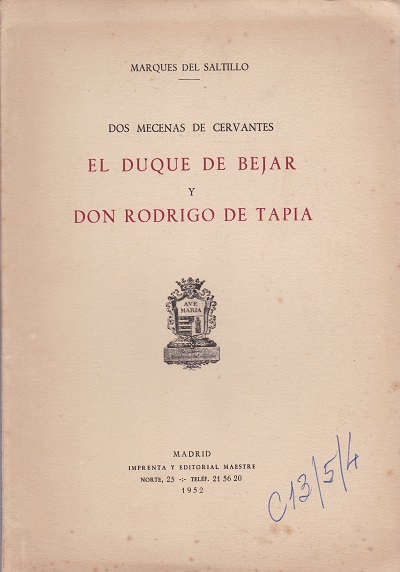 MARQUES DEL SALTILLO
DOS MECENAS DE CERVANTES
EL DUQUE DE BEJAR
Y
DON RODRIGO DE TAPIA
AVE
MARIA
MADRID
IMPRENTA Y EDITORIAL MAESTRE
NORTE, 25 -:- TELÉF. 21 56 20
1952
C13/5/4